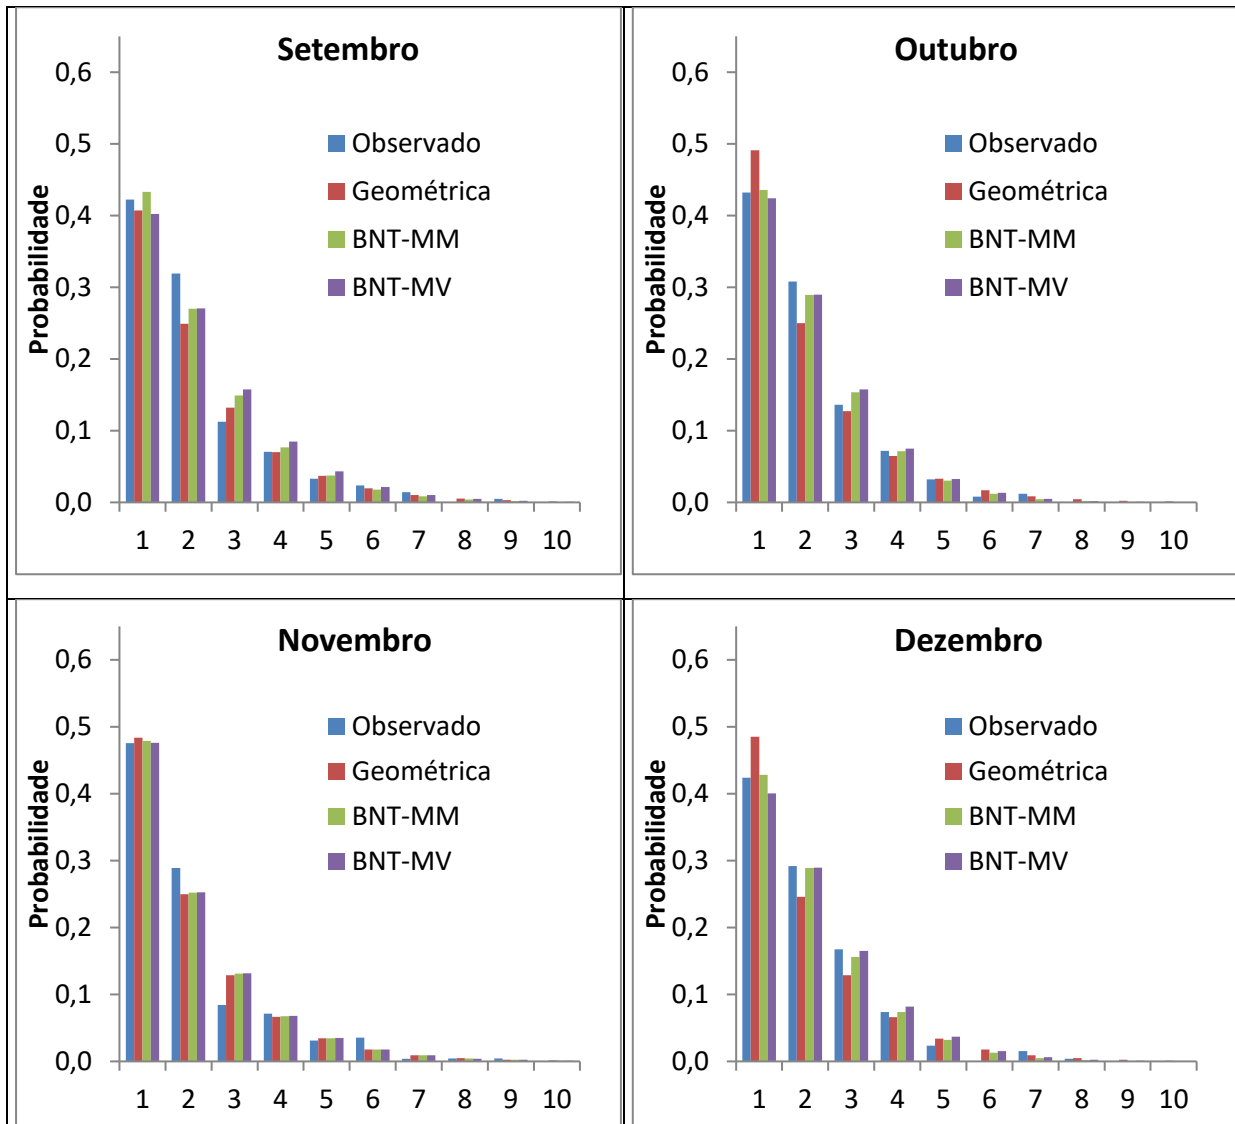 Setembro
Probabilidade
0,6
0,5
0,4
0,3
0,2
0,1
0,0
Observado
Geométrica
BNT-MM
BNT-MV
1 2 3 4 5 6 7 8 9 10
Outubro
Probabilidade
0,6
0,5
0,4
0,3
0,2
0,1
0,0
Observado
Geométrica
BNT-MM
BNT-MV
1 2 3 4 5 6 7 8 9 10
Novembro
Probabilidade
0,6
0,5
0,4
0,3
0,2
0,1
0,0
Observado
Geométrica
BNT-MM
BNT-MV
1 2 3 4 5 6 7 8 9 10
Dezembro
Probabilidade
0,6
0,5
0,4
0,3
0,2
0,1
0,0
Observado
Geométrica
BNT-MM
BNT-MV
1 2 3 4 5 6 7 8 9 10